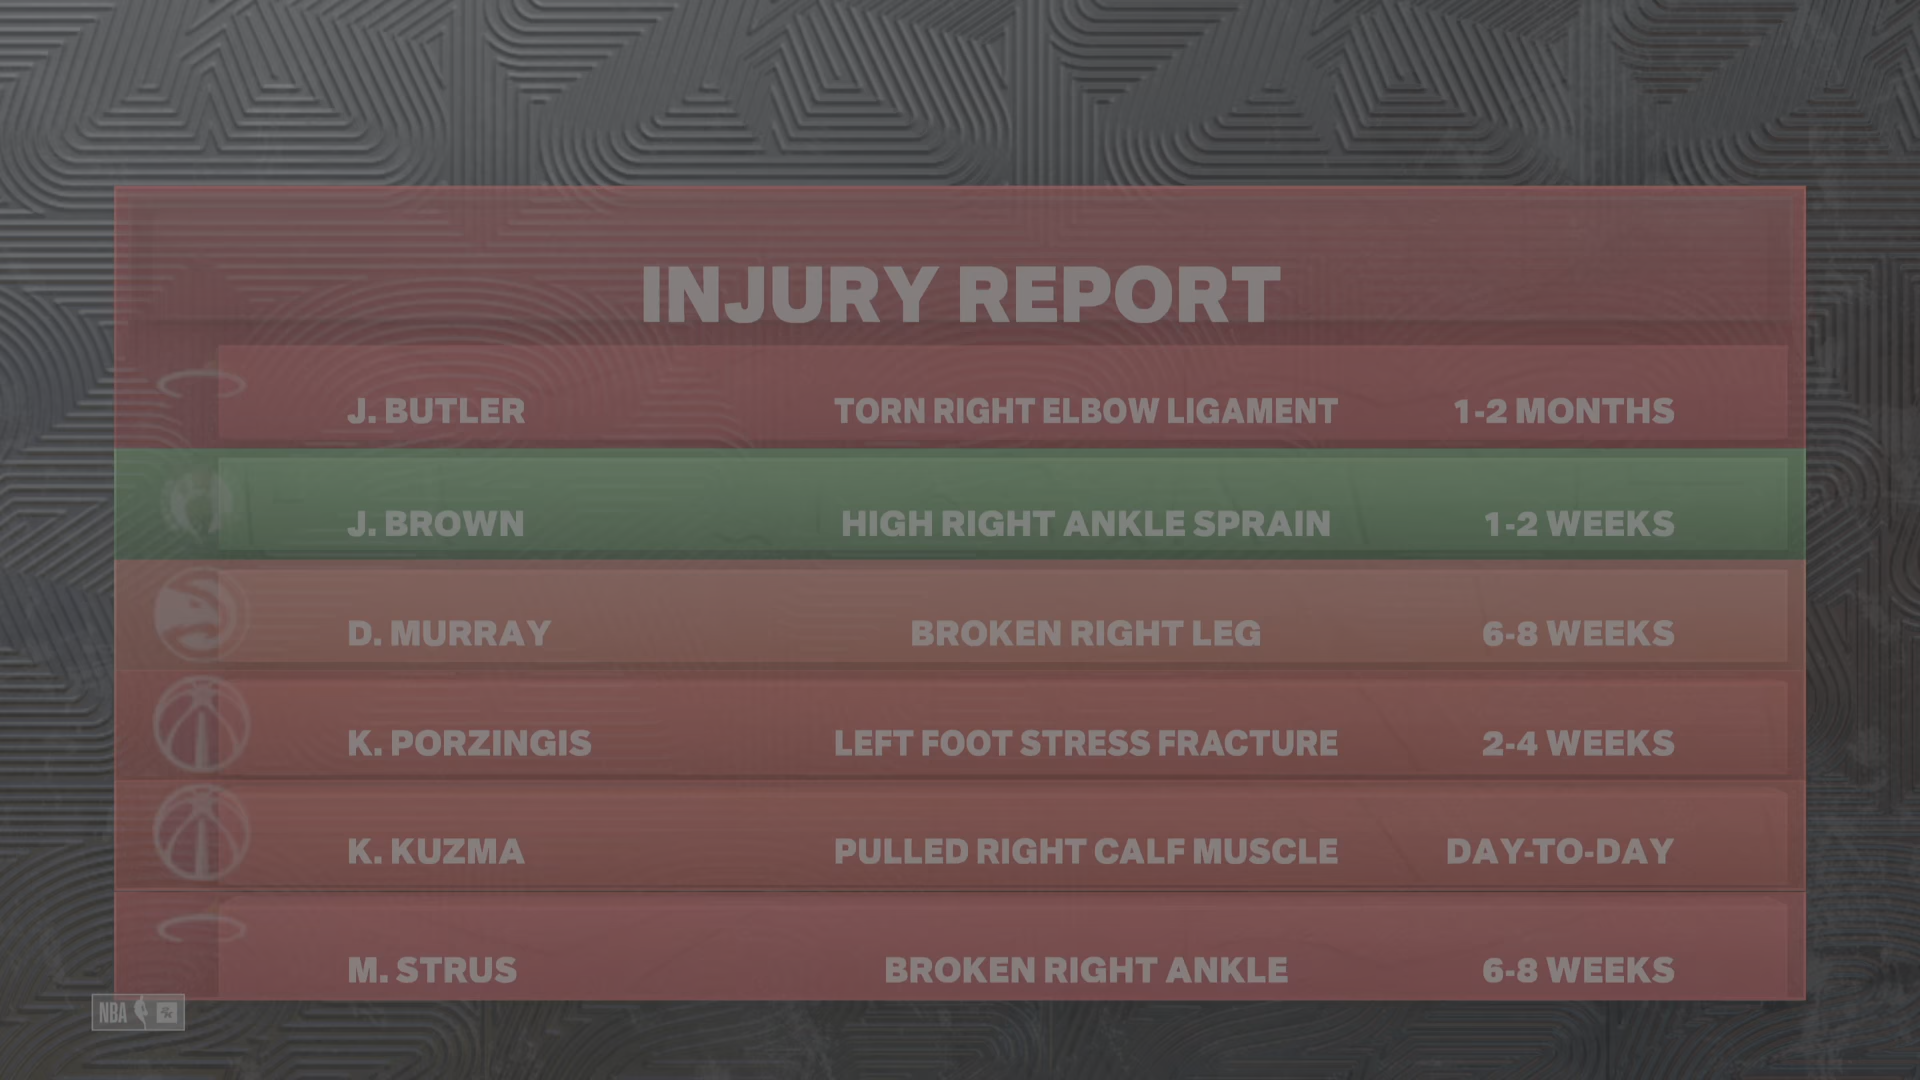 INJURY REPORT
J. BUTLER TORN RIGHT ELBOW LIGAMENT 1-2 MONTHS
J. BROWN HIGH RIGHT ANKLE SPRAIN 1-2 WEEKS
D. MURRAY BROKEN RIGHT LEG 6-8 WEEKS
K. PORZINGIS LEFT FOOT STRESS FRACTURE 2-4 WEEKS
K. KUZMA PULLED RIGHT CALF MUSCLE DAY-TO-DAY
M. STRUS BROKEN RIGHT ANKLE 6-8 WEEKS
NBA 2K